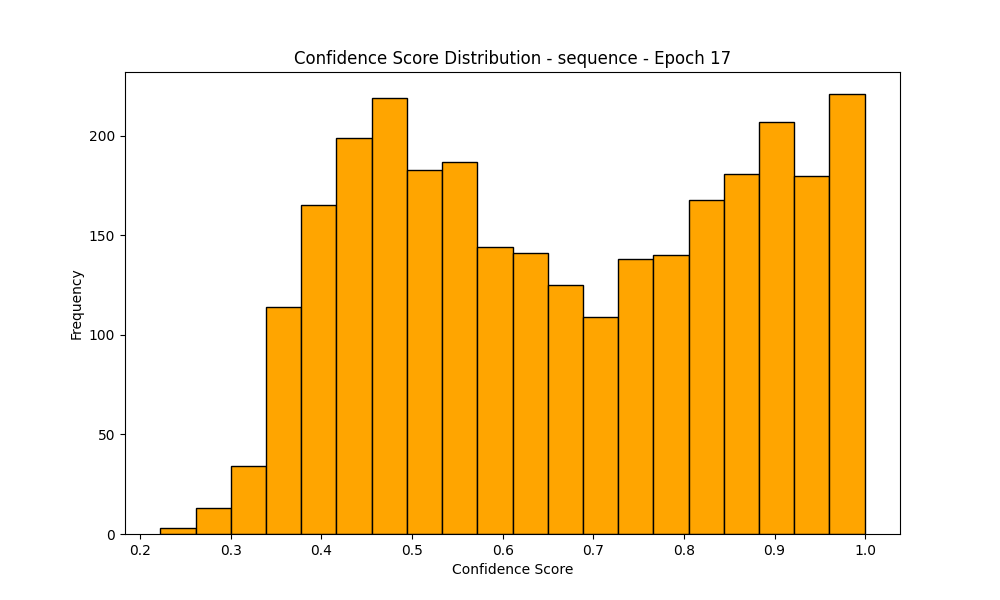 Confidence Score Distribution - sequence - Epoch 17
Frequency
200
150
100
50
0
0.2 0.3 0.4 0.5 0.6 0.7 0.8 0.9 1.0
Confidence Score